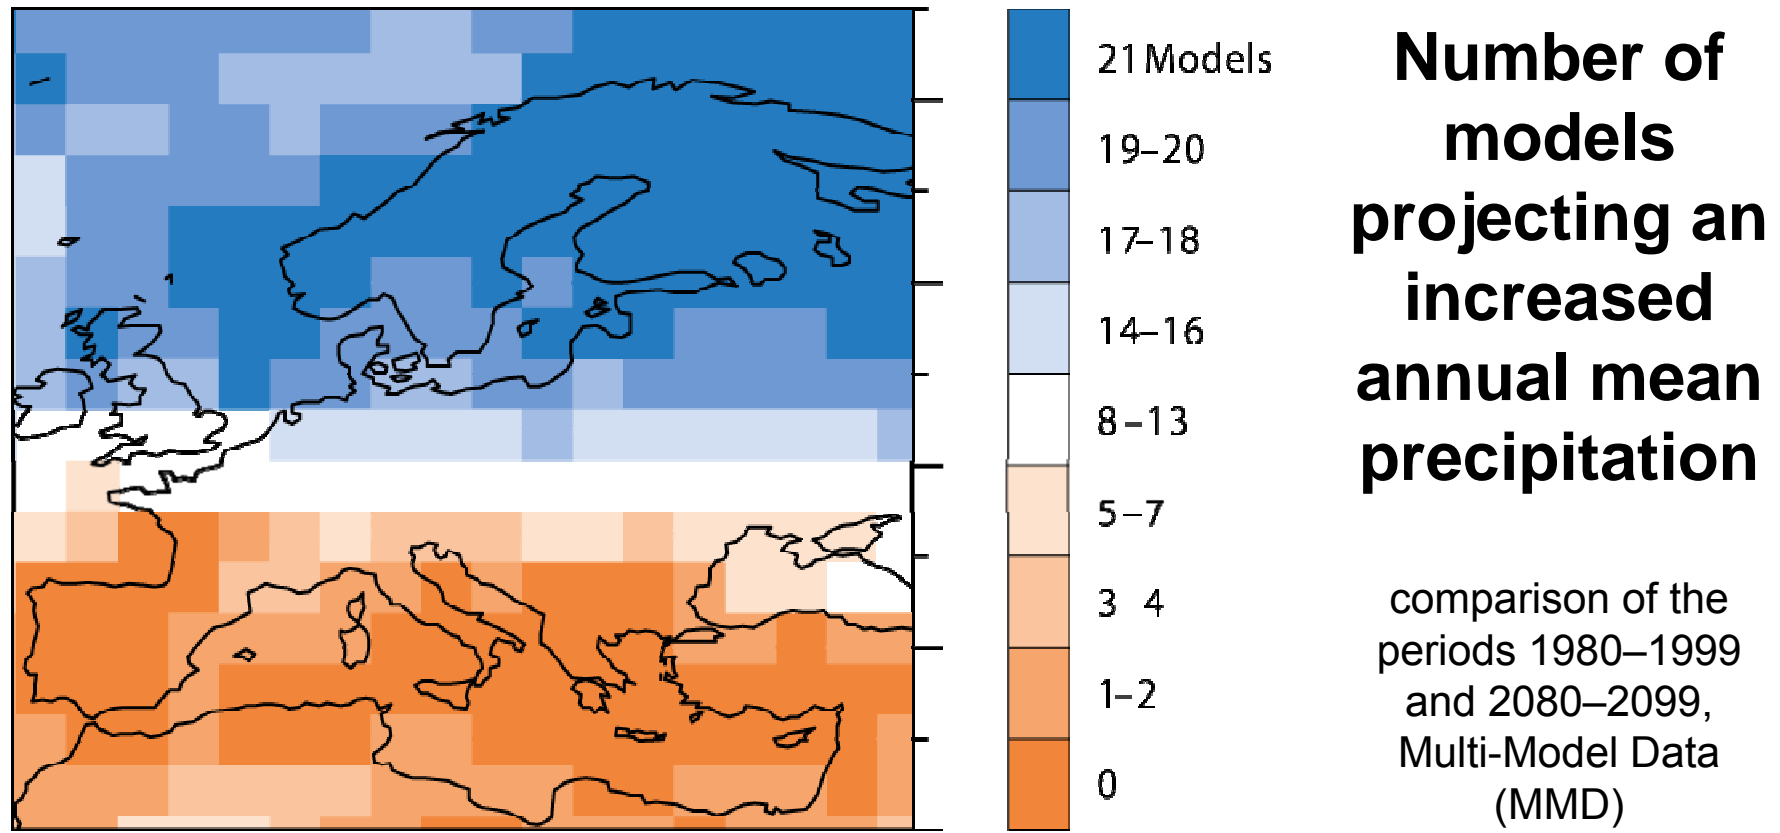 21 Models
19–20
17–18
14–16
8–13
5–7
3 4
1–2
0
Number of
models
projecting an
increased
annual mean
precipitation
comparison of the
periods 1980–1999
and 2080–2099,
Multi-Model Data
(MMD)